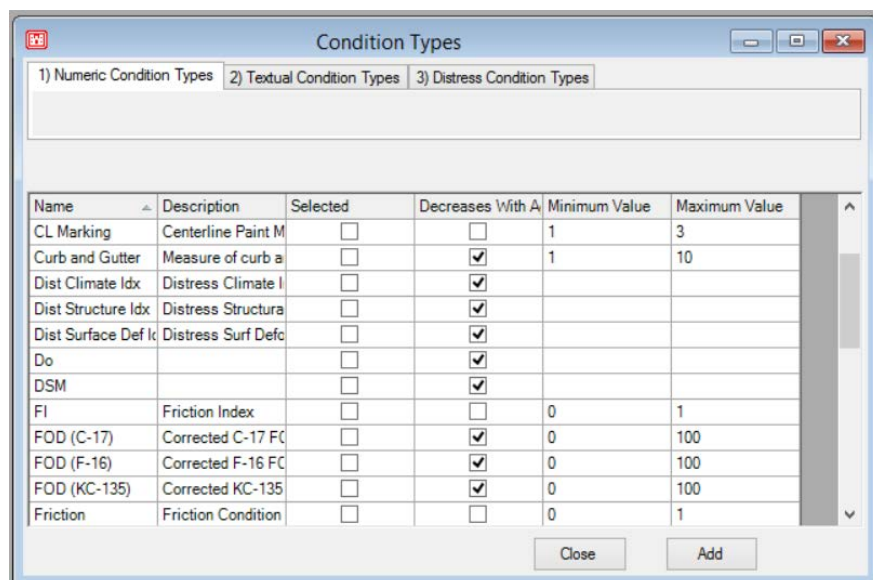 Condition Types
1) Numeric Condition Types 2) Textual Condition Types 3) Distress Condition Types
Name Description Selected Decreases With A Minimum Value Maximum Value
CL Marking Centerline Paint M 1 3
Curb and Gutter Measure of curb a 1 10
Dist Climate Idx Distress Climate I
Dist Structure Idx Distress Structura
Dist Surface Def Id Distress Surf Defo
Do
DSM
FI Friction Index 0 1
FOD (C-17) Corrected C-17 FO 0 100
FOD (F-16) Corrected F-16 FO 0 100
FOD (KC-135) Corrected KC-135 0 100
Friction Friction Condition 0 1
Close Add